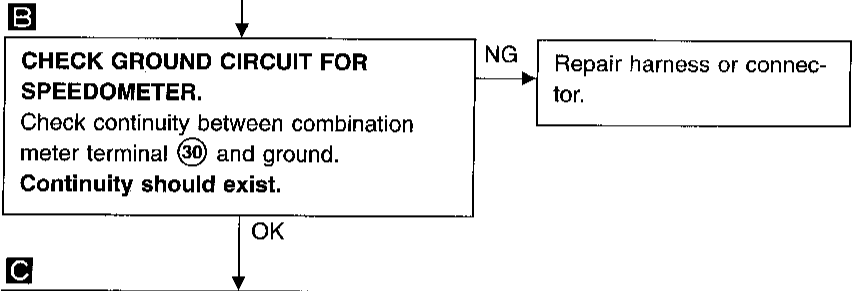 B
CHECK GROUND CIRCUIT FOR
SPEEDOMETER.
Check continuity between combination
meter terminal 30 and ground.
Continuity should exist.
NG
Repair harness or connec-
tor.
OK
C